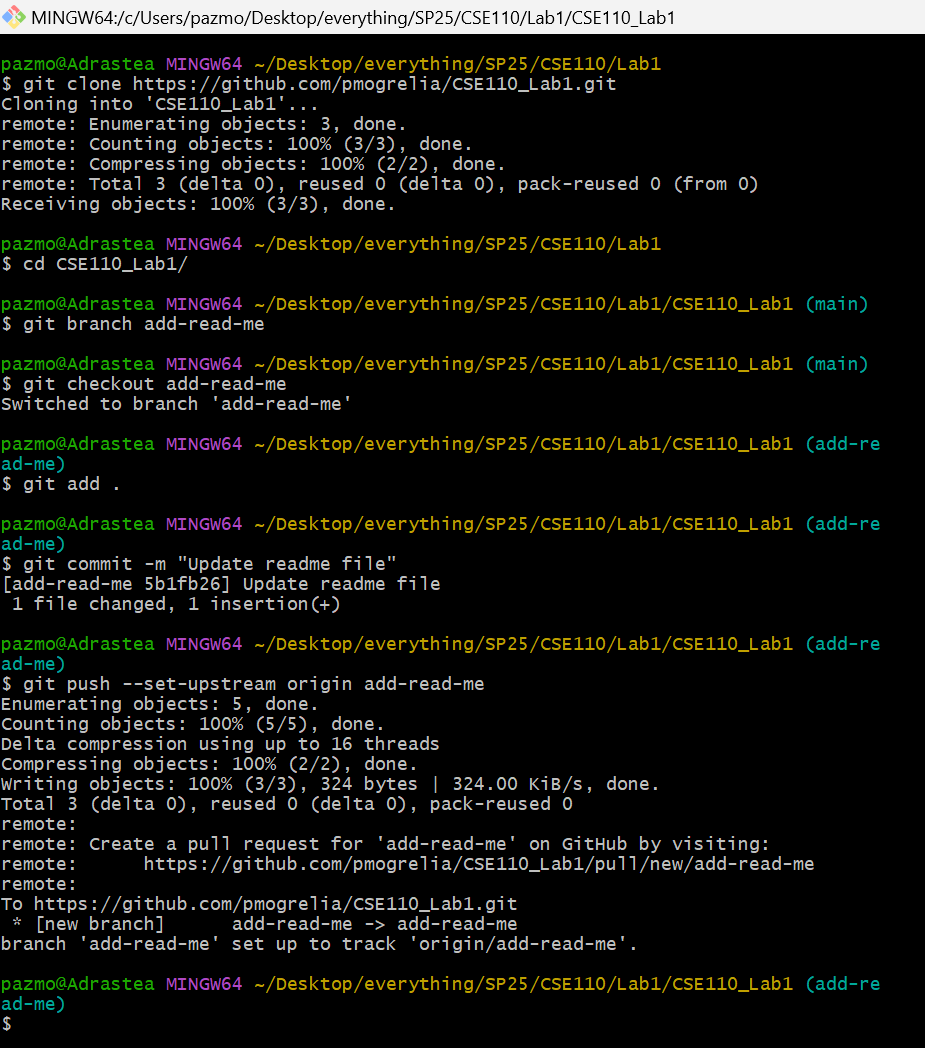 MINGW64:/c/Users/pazmo/Desktop/everything/SP25/CSE110/Lab1/CSE110_Lab1
pazmo@Adrastea MINGW64 ~/Desktop/everything/SP25/CSE110/Lab1
$ git clone https://github.com/pmogrelia/CSE110_Lab1.git
Cloning into 'CSE110_Lab1'...
remote: Enumerating objects: 3, done.
remote: Counting objects: 100% (3/3), done.
remote: Compressing objects: 100% (2/2), done.
remote: Total 3 (delta 0), reused 0 (delta 0), pack-reused 0 (from 0)
Receiving objects: 100% (3/3), done.
pazmo@Adrastea MINGW64 ~/Desktop/everything/SP25/CSE110/Lab1
$ cd CSE110_Lab1/
pazmo@Adrastea MINGW64 ~/Desktop/everything/SP25/CSE110/Lab1/CSE110_Lab1 (main)
$ git branch add-read-me
pazmo@Adrastea MINGW64 ~/Desktop/everything/SP25/CSE110/Lab1/CSE110_Lab1 (main)
$ git checkout add-read-me
Switched to branch 'add-read-me'
pazmo@Adrastea MINGW64 ~/Desktop/everything/SP25/CSE110/Lab1/CSE110_Lab1 (add-re
ad-me)
$ git add .
pazmo@Adrastea MINGW64 ~/Desktop/everything/SP25/CSE110/Lab1/CSE110_Lab1 (add-re
ad-me)
$ git commit -m "Update readme file"
[add-read-me 5b1fb26] Update readme file
 1 file changed, 1 insertion(+)
pazmo@Adrastea MINGW64 ~/Desktop/everything/SP25/CSE110/Lab1/CSE110_Lab1 (add-re
ad-me)
$ git push --set-upstream origin add-read-me
Enumerating objects: 5, done.
Counting objects: 100% (5/5), done.
Delta compression using up to 16 threads
Compressing objects: 100% (2/2), done.
Writing objects: 100% (3/3), 324 bytes | 324.00 KiB/s, done.
Total 3 (delta 0), reused 0 (delta 0), pack-reused 0
remote:
remote: Create a pull request for 'add-read-me' on GitHub by visiting:
remote:      https://github.com/pmogrelia/CSE110_Lab1/pull/new/add-read-me
remote:
To https://github.com/pmogrelia/CSE110_Lab1.git
 * [new branch]      add-read-me -> add-read-me
branch 'add-read-me' set up to track 'origin/add-read-me'.
pazmo@Adrastea MINGW64 ~/Desktop/everything/SP25/CSE110/Lab1/CSE110_Lab1 (add-re
ad-me)
$